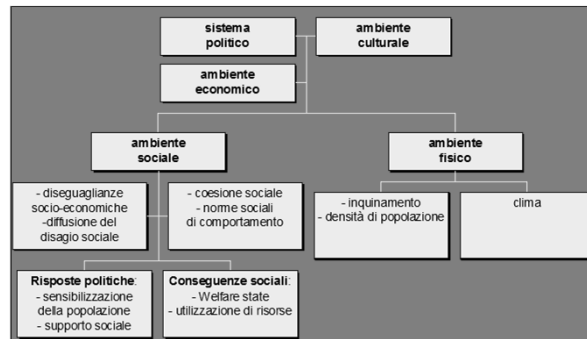 sistema
politico
ambiente
culturale
ambiente
economico
ambiente
sociale
ambiente
fisico
- diseguaglianze
socio-economiche
-diffusione del
disagio sociale
- coesione sociale
- norme sociali
di comportamento
- inquinamento
- densità di popolazione
clima
Risposte politiche:
- sensibilizzazione
della popolazione
- supporto sociale
Conseguenze sociali:
- Welfare state
- utilizzazione di risorse